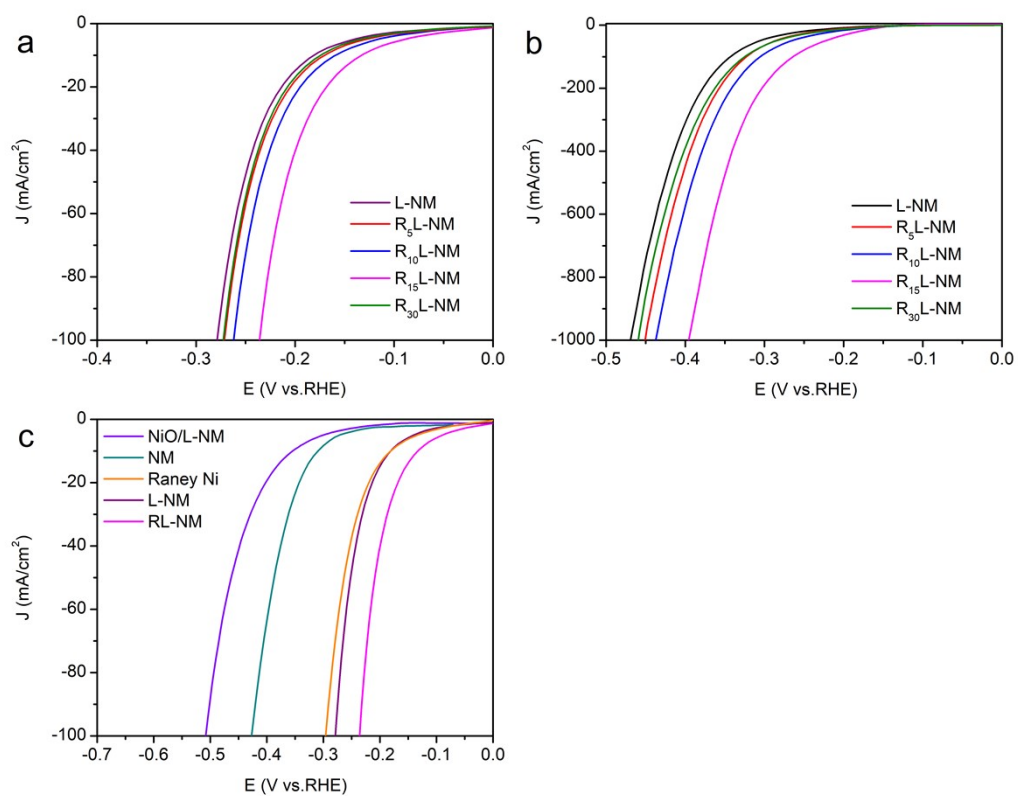 a
0
-20
-40
-60
-80
-100
J (mA/cm²)
L-NM
R₅L-NM
R₁₀L-NM
R₁₅L-NM
R₃₀L-NM
-0.4 -0.3 -0.2 -0.1 0.0
E (V vs.RHE)
b
0
-200
-400
-600
-800
-1000
J (mA/cm²)
L-NM
R₅L-NM
R₁₀L-NM
R₁₅L-NM
R₃₀L-NM
-0.5 -0.4 -0.3 -0.2 -0.1 0.0
E (V vs.RHE)
c
0
-20
-40
-60
-80
-100
J (mA/cm²)
NiO/L-NM
NM
Raney Ni
L-NM
RL-NM
-0.7 -0.6 -0.5 -0.4 -0.3 -0.2 -0.1 0.0
E (V vs.RHE)